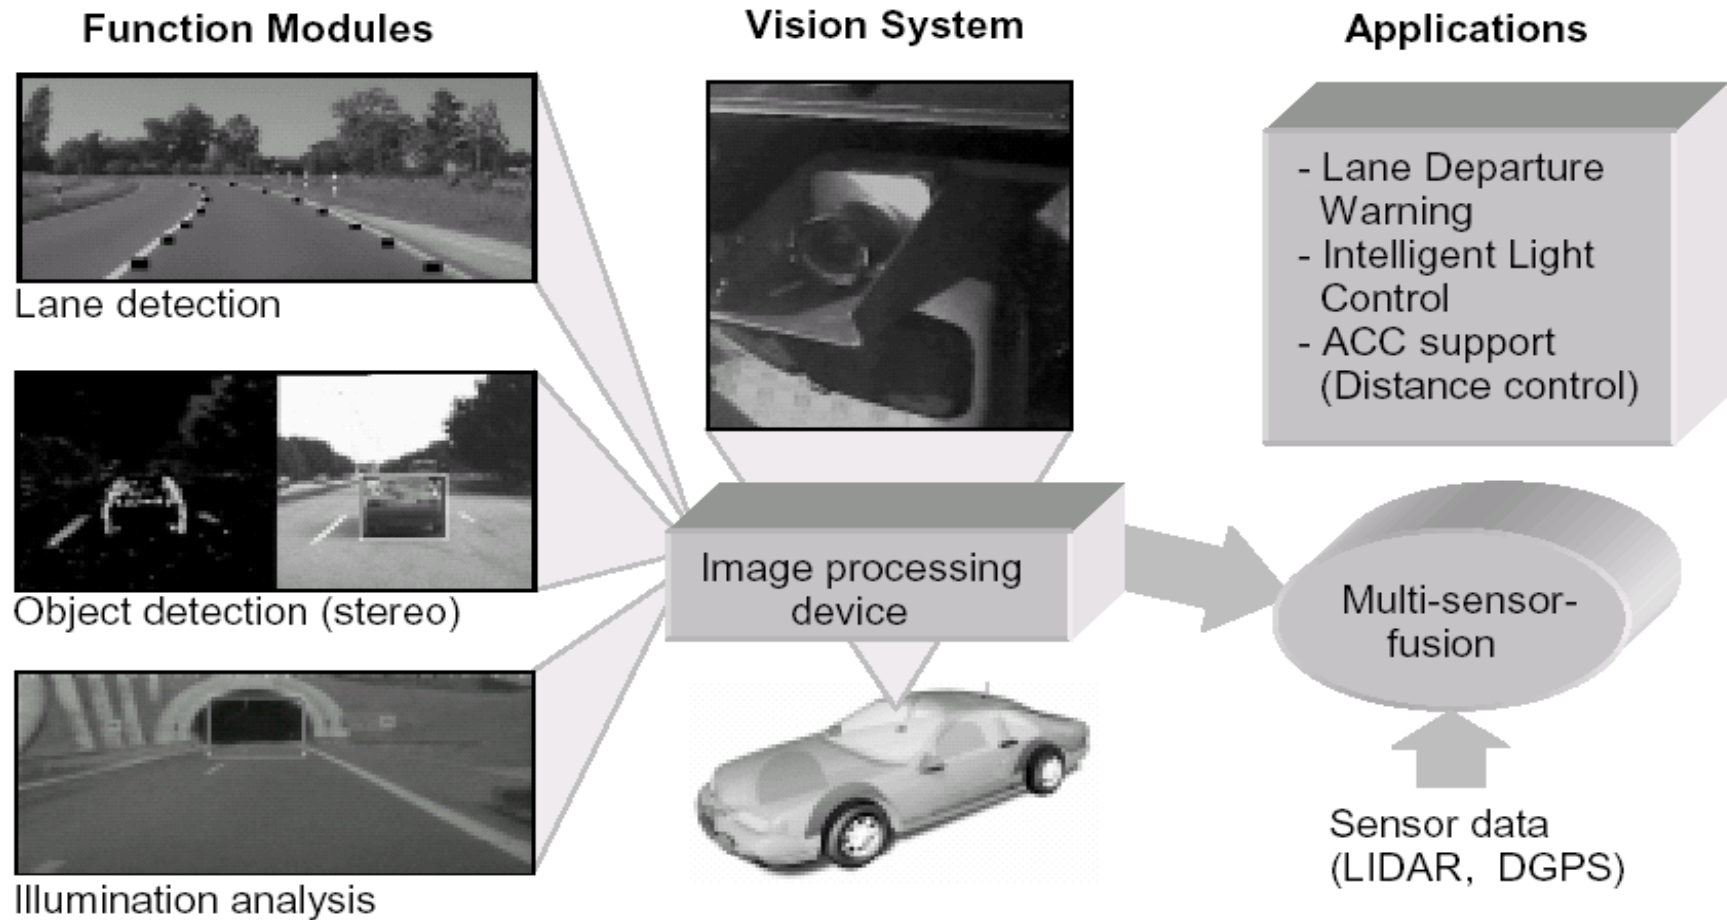 Function Modules
Vision System
Applications
Lane detection
Object detection (stereo)
Illumination analysis
Image processing
device
- Lane Departure
Warning
- Intelligent Light
Control
- ACC support
(Distance control)
Multi-sensor-
fusion
Sensor data
(LIDAR, DGPS)